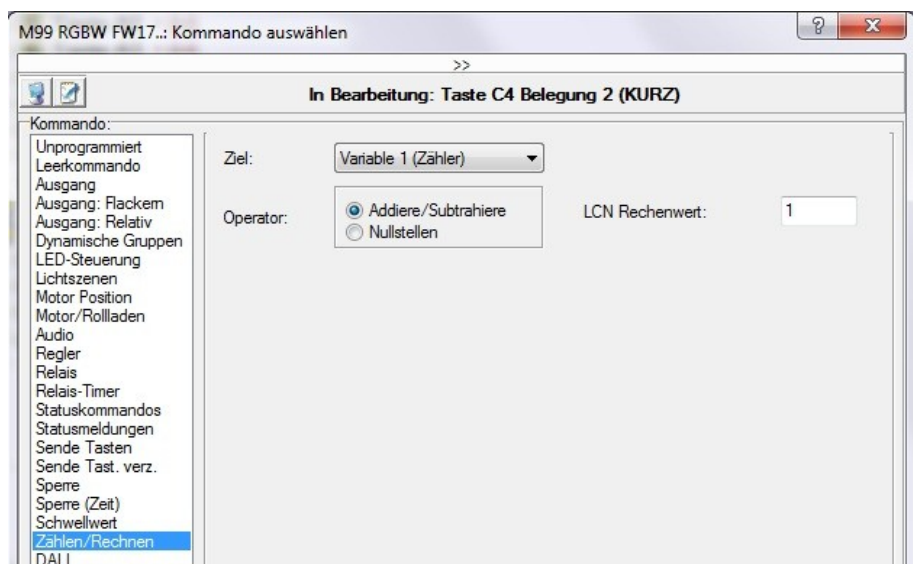 M99 RGBW FW17..: Kommando auswählen
>>
In Bearbeitung: Taste C4 Belegung 2 (KURZ)
Kommando:
Unprogrammiert
Leerkommando
Ausgang
Ausgang: Flackern
Ausgang: Relativ
Dynamische Gruppen
LED-Steuerung
Lichtszenen
Motor Position
Motor/Rollladen
Audio
Regler
Relais
Relais-Timer
Statuskommandos
Statusmeldungen
Sende Tasten
Sende Tast. verz.
Sperre
Sperre (Zeit)
Schwellwert
Zählen/Rechnen
DALI
Ziel:
Variable 1 (Zähler)
Operator:
Addiere/Subtrahiere
Nullstellen
LCN Rechenwert:
1